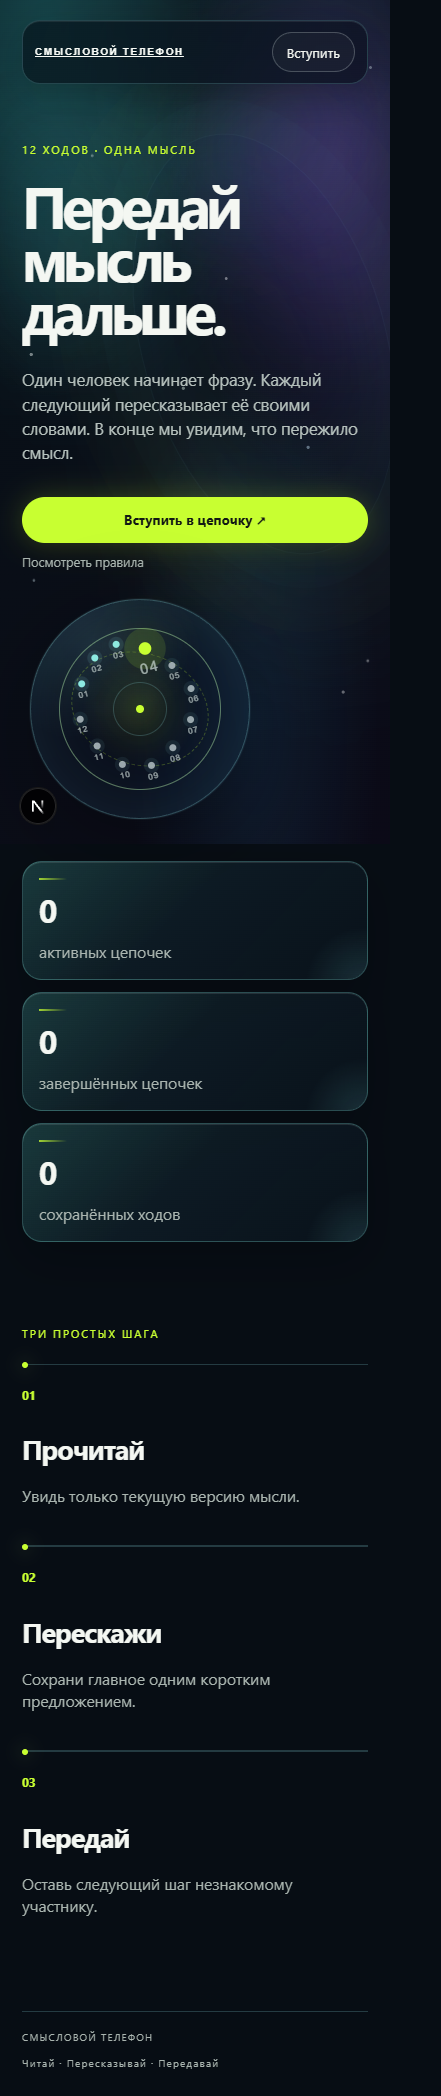 СМЫСЛОВОЙ ТЕЛЕФОН
Вступить
12 ХОДОВ · ОДНА МЫСЛЬ
Передай
мысль
дальше.
Один человек начинает фразу. Каждый
следующий пересказывает её своими
словами. В конце мы увидим, что пережило
смысл.
Вступить в цепочку ↗
Посмотреть правила
01
02
03
04
05
06
07
08
09
10
11
12
N
0
активных цепочек
0
завершённых цепочек
0
сохранённых ходов
ТРИ ПРОСТЫХ ШАГА
01
Прочитай
Увидь только текущую версию мысли.
02
Перескажи
Сохрани главное одним коротким
предложением.
03
Передай
Оставь следующий шаг незнакомому
участнику.
СМЫСЛОВОЙ ТЕЛЕФОН
Читай · Пересказывай · Передавай